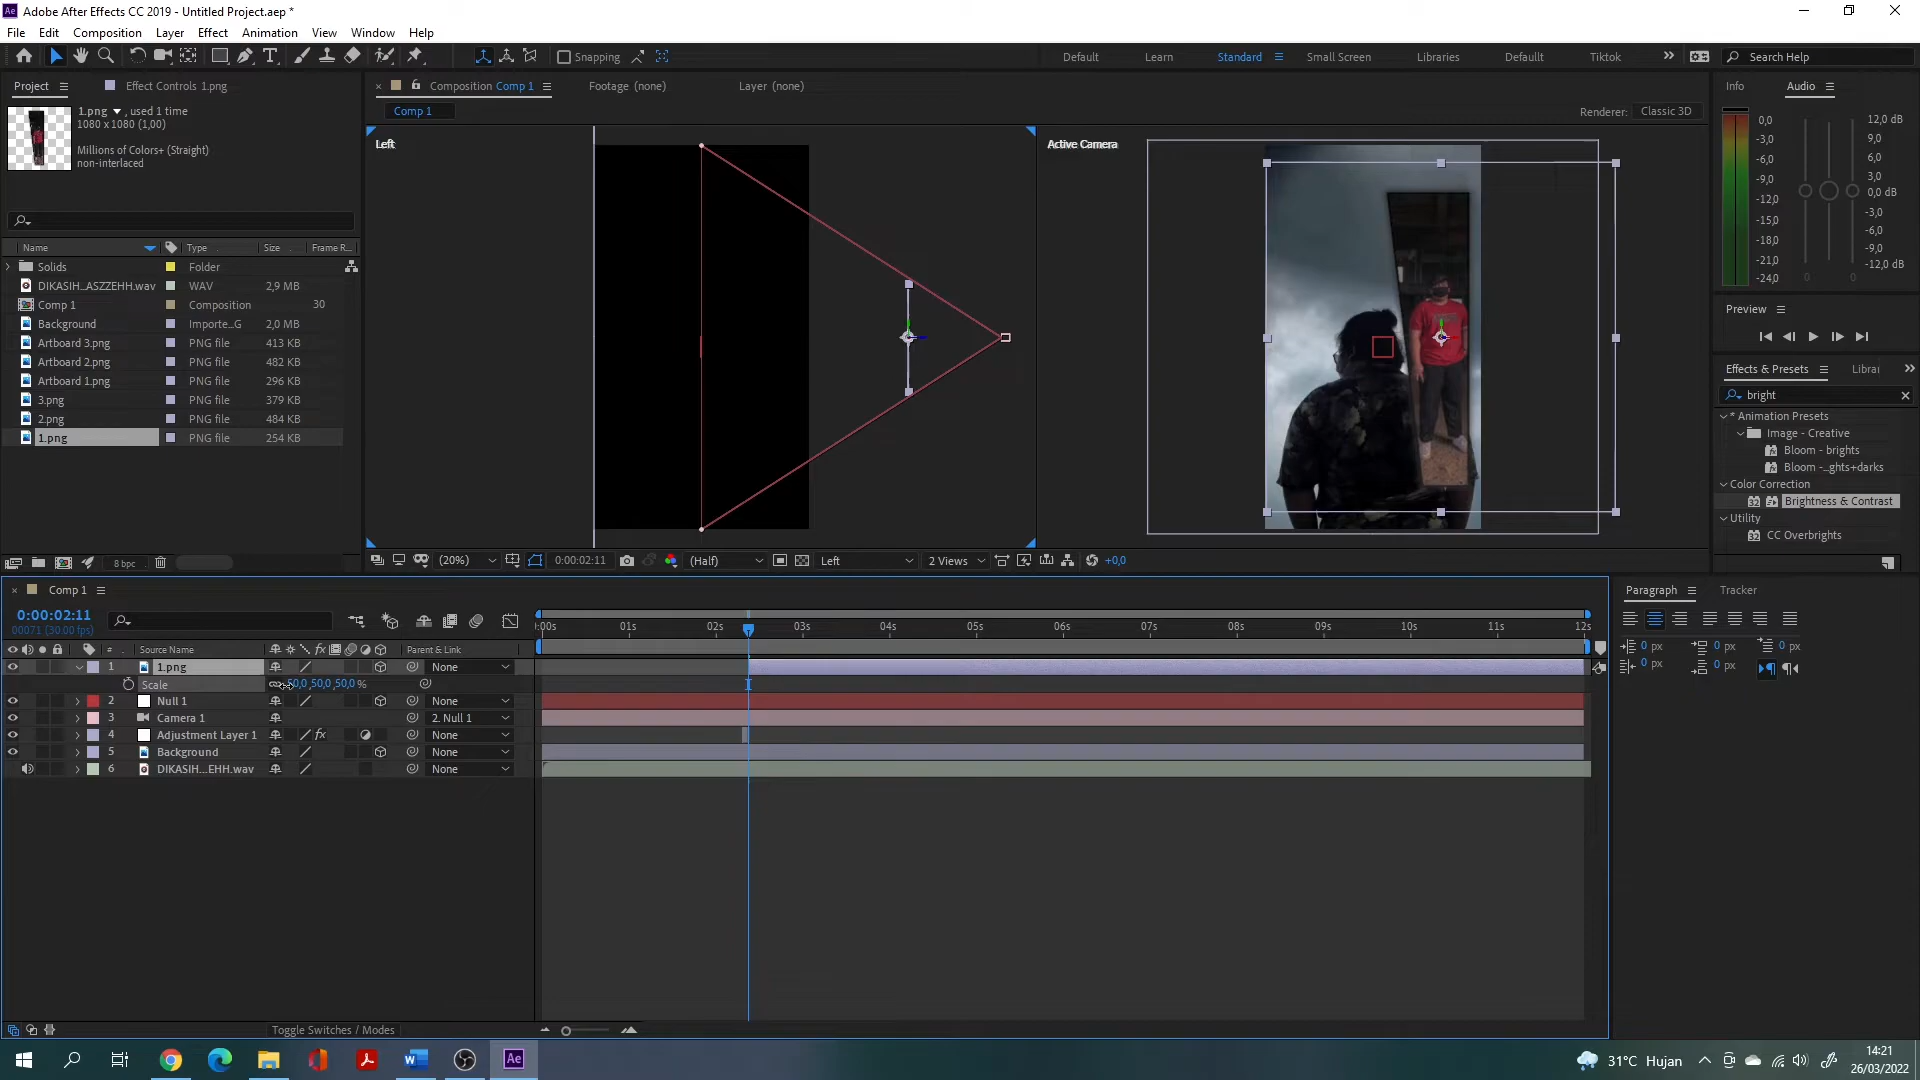 Adobe After Effects CC 2019 - Untitled Project.aep *
File Edit Composition Layer Effect Animation View Window Help
Snapping
Default Learn Standard Small Screen Libraries Defaullt Tiktok
Search Help
Project Effect Controls 1.png
1.png , used 1 time
1080 x 1080 (1,00)
Millions of Colors+ (Straight)
non-interlaced
Name Type Size Frame R...
Solids Folder
DIKASIH_ASZZEHH.wav WAV 2,9 MB
Comp 1 Composition 30
Background Importe...G 2,0 MB
Artboard 3.png PNG file 413 KB
Artboard 2.png PNG file 482 KB
Artboard 1.png PNG file 296 KB
3.png PNG file 379 KB
2.png PNG file 484 KB
1.png PNG file 254 KB
8 bpc
Composition Comp 1 Footage (none) Layer (none)
Comp 1
Renderer: Classic 3D
Left
Active Camera
(20%) 0:00:02:11 (Half) Left 2 Views +0,0
Info Audio
0,0 12,0 dB
-3,0 9,0
-6,0 6,0
-9,0 3,0
-12,0 0,0 dB
-15,0 -3,0
-18,0 -6,0
-21,0 -9,0
-24,0 0 0 -12,0 dB
Preview
Effects & Presets Librai
bright
* Animation Presets
Image - Creative
Bloom - brights
Bloom -...ghts+darks
Color Correction
Brightness & Contrast
Utility
CC Overbrights
Comp 1
0:00:02:11
00071 (30.00 fps)
:00s 01s 02s 03s 04s 05s 06s 07s 08s 09s 10s 11s 12s
# Source Name fx Parent & Link
1 1.png None
Scale 50,0,50,0,50,0 %
2 Null 1 None
3 Camera 1 2. Null 1
4 Adjustment Layer 1 fx None
5 Background None
6 DIKASIH...EHH.wav None
Toggle Switches / Modes
Paragraph Tracker
0 px 0 px 0 px
0 px 0 px
31°C Hujan
14:21
26/03/2022